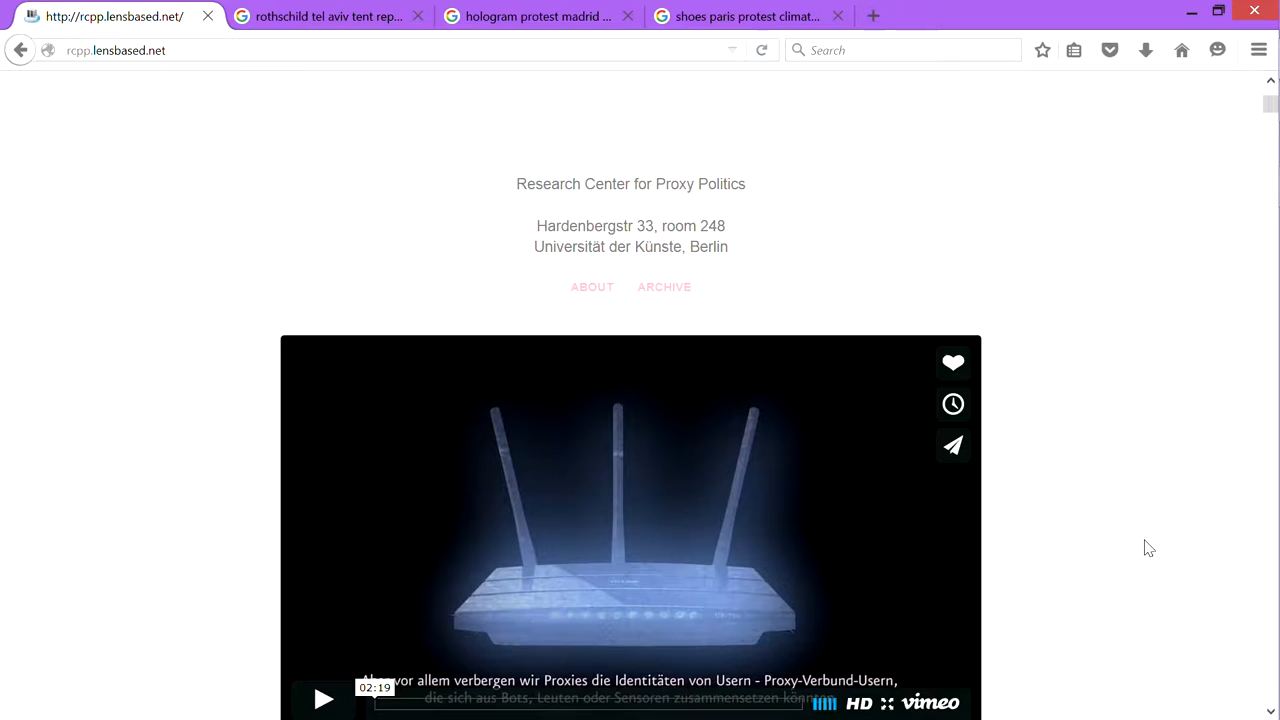 http://rcpp.lensbased.net/
rothschild tel aviv tent rep...
hologram protest madrid ...
shoes paris protest climat...
rcpp.lensbased.net
Search
Research Center for Proxy Politics
Hardenbergstr 33, room 248
Universität der Künste, Berlin
ABOUT ARCHIVE
vor allem verbergen wir Proxies die Identitäten von Usern - Proxy-Verbund-Usern,
02:19
die sich aus Bots, Leuten oder Sensoren zusammensetzen könnten
HD vimeo